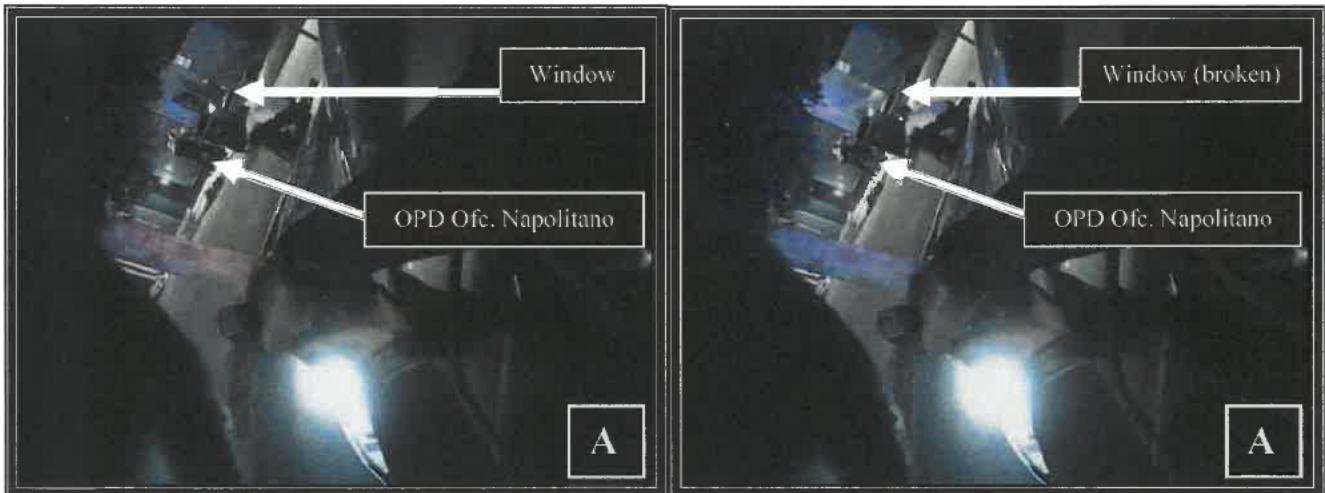 Window
OPD Ofc. Napolitano
A
Window (broken)
OPD Ofc. Napolitano
A